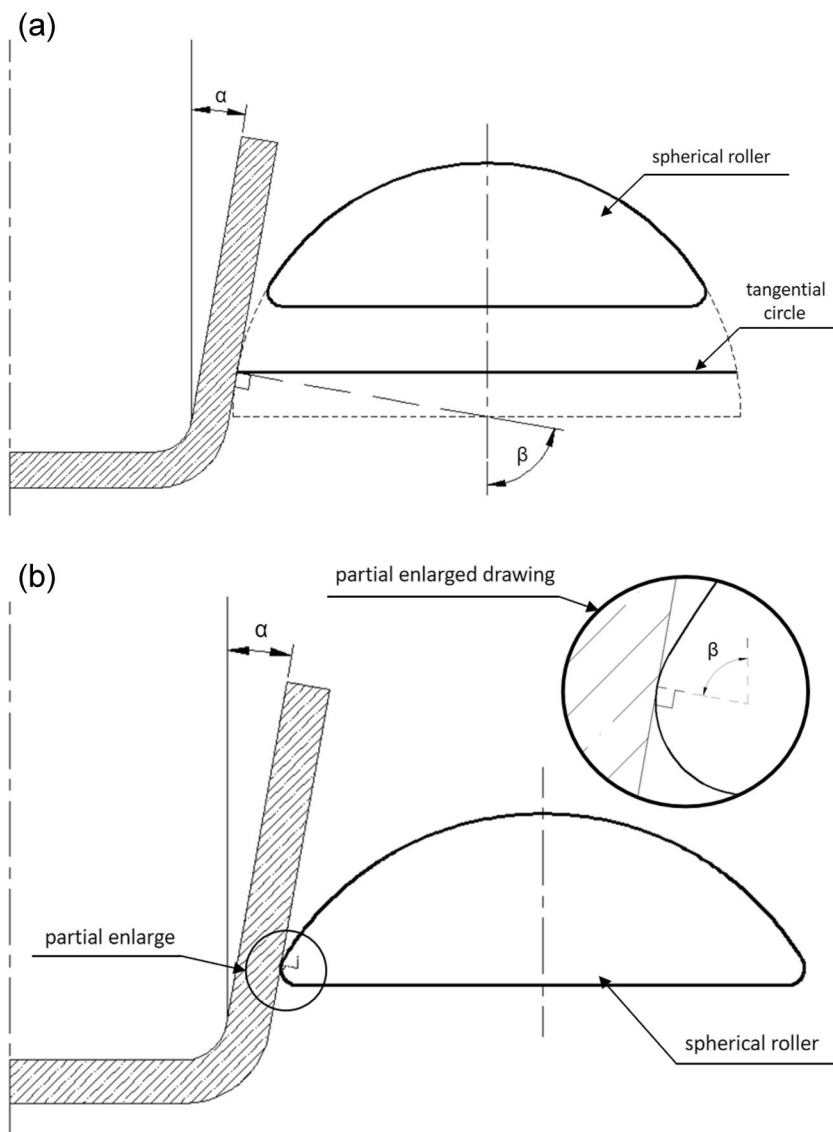 (a)
α
spherical roller
tangential
circle
β
(b)
partial enlarged drawing
α
β
partial enlarge
spherical roller